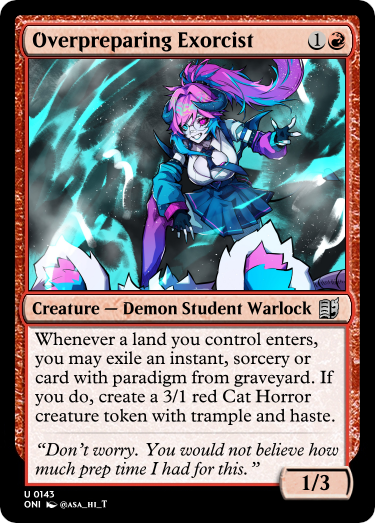 Overpreparing Exorcist 1
Creature — Demon Student Warlock
Whenever a land you control enters,
you may exile an instant, sorcery or
card with paradigm from graveyard. If
you do, create a 3/1 red Cat Horror
creature token with trample and haste.
“Don’t worry. You would not believe how
much prep time I had for this.”
1/3
U 0143
ONI @ASA_HI_T